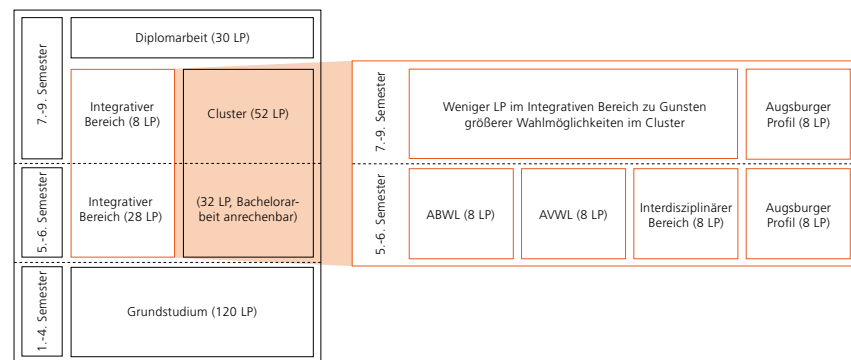 Diplomarbeit (30 LP)
7.-9. Semester
Integrativer
Bereich (8 LP)
Cluster (52 LP)
5.-6. Semester
Integrativer
Bereich (28 LP)
(32 LP, Bachelorar-
beit anrechenbar)
1.-4. Semester
Grundstudium (120 LP)
7.-9. Semester
Weniger LP im Integrativen Bereich zu Gunsten
größerer Wahlmöglichkeiten im Cluster
Augsburger
Profil (8 LP)
5.-6. Semester
ABWL (8 LP)
AVWL (8 LP)
Interdisziplinärer
Bereich (8 LP)
Augsburger
Profil (8 LP)